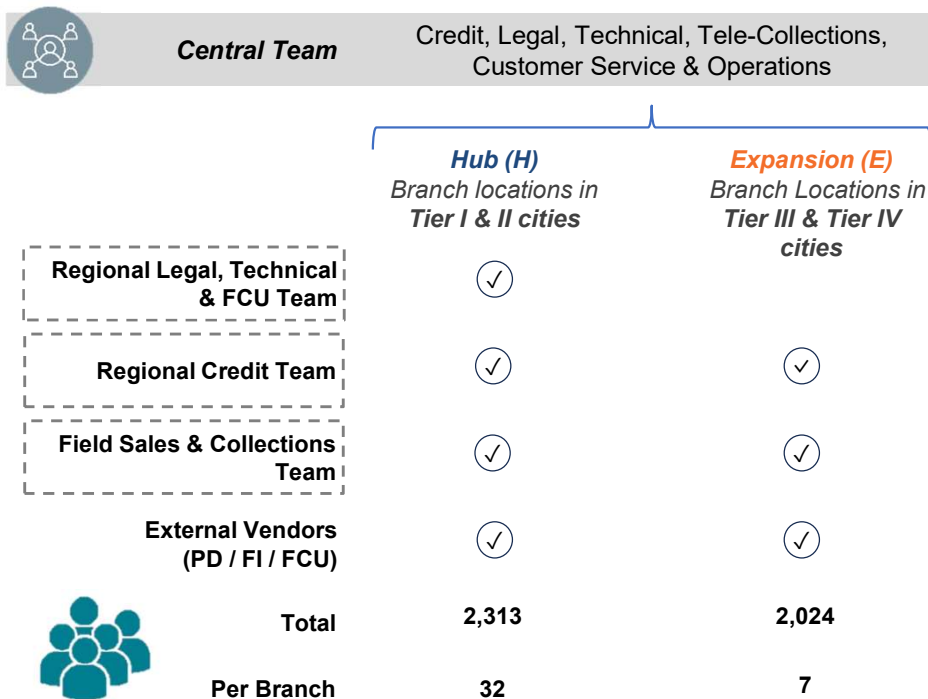 Central Team
Credit, Legal, Technical, Tele-Collections,
Customer Service & Operations
Hub (H)
Branch locations in
Tier I & II cities
Expansion (E)
Branch Locations in
Tier III & Tier IV
cities
Regional Legal, Technical
& FCU Team
Regional Credit Team
Field Sales & Collections
Team
External Vendors
(PD / FI / FCU)
Total 2,313 2,024
Per Branch 32 7